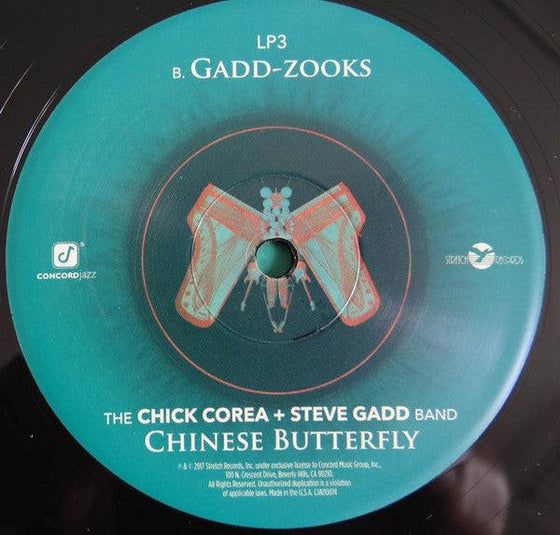 LP3
B. GADD-ZOOKS
CONCORD jazz
STRETCH RECORDS
THE CHICK COREA + STEVE GADD BAND
CHINESE BUTTERFLY
℗ & © 2017 Stretch Records, Inc. under exclusive license to Concord Music Group, Inc.,
100 N. Crescent Drive, Beverly Hills, CA 90210.
All Rights Reserved. Unauthorized duplication is a violation
of applicable laws. Made in the U.S.A. CJA00074